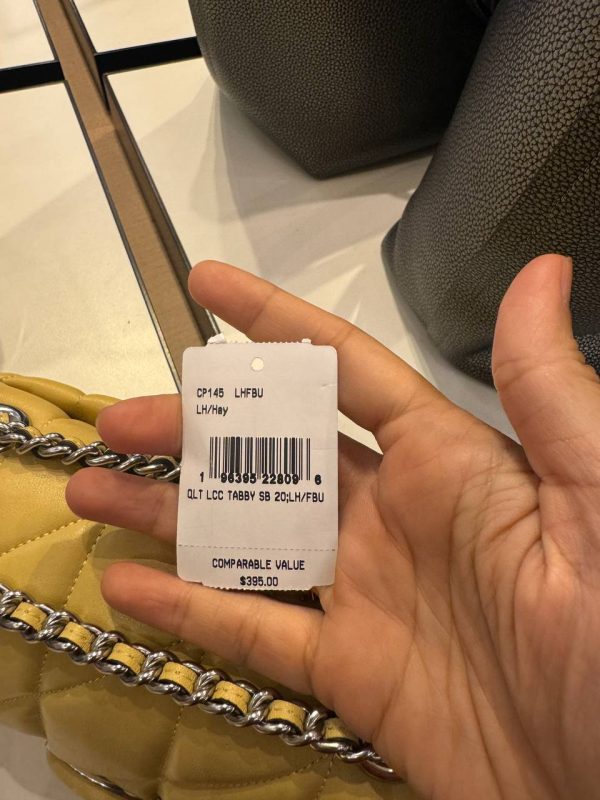 CP145 LHFBU
LH/Hay
1 96395 22809 6
QLT LCC TABBY SB 20;LH/FBU
COMPARABLE VALUE
$395.00